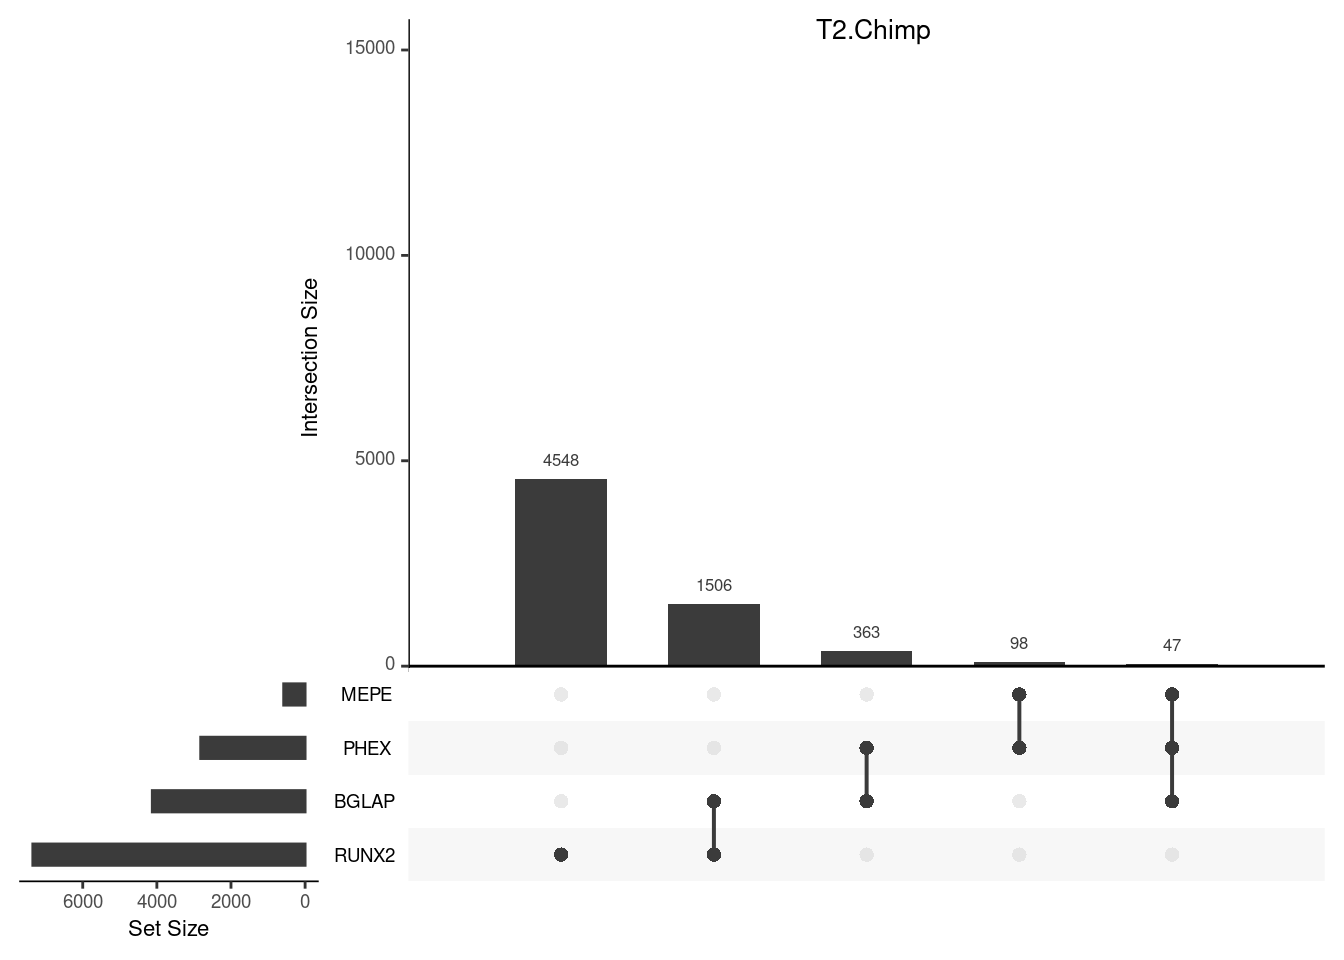 T2.Chimp
15000
10000
5000
0
Intersection Size
4548
1506
363
98
47
MEPE
PHEX
BGLAP
RUNX2
6000 4000 2000 0
Set Size